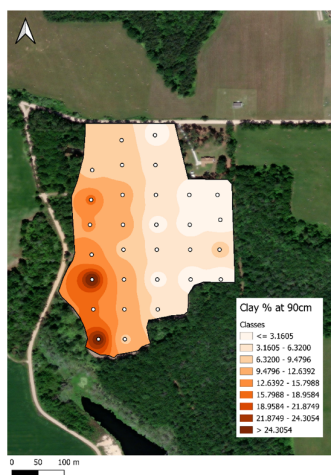 Clay % at 90cm
Classes
<= 3.1605
3.1605 - 6.3200
6.3200 - 9.4796
9.4796 - 12.6392
12.6392 - 15.7988
15.7988 - 18.9584
18.9584 - 21.8749
21.8749 - 24.3054
> 24.3054
0 50 100 m